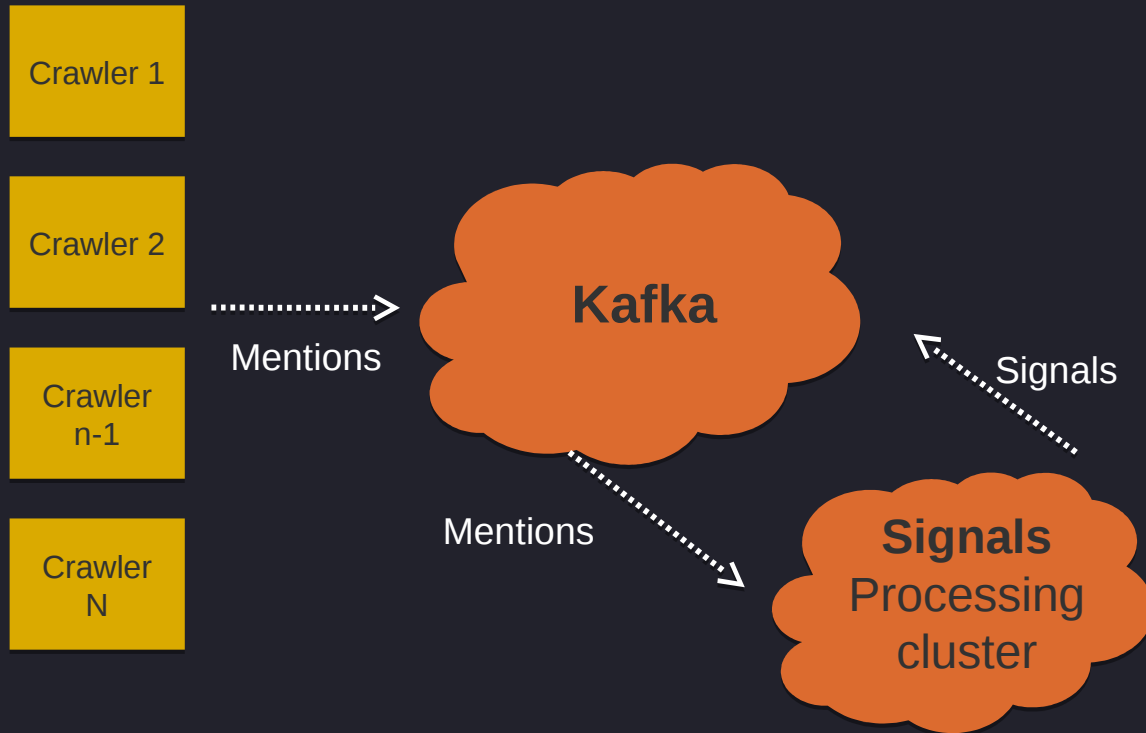 Crawler 1
Crawler 2
Crawler
n-1
Crawler
N
Mentions
Kafka
Signals
Mentions
Signals
Processing
cluster